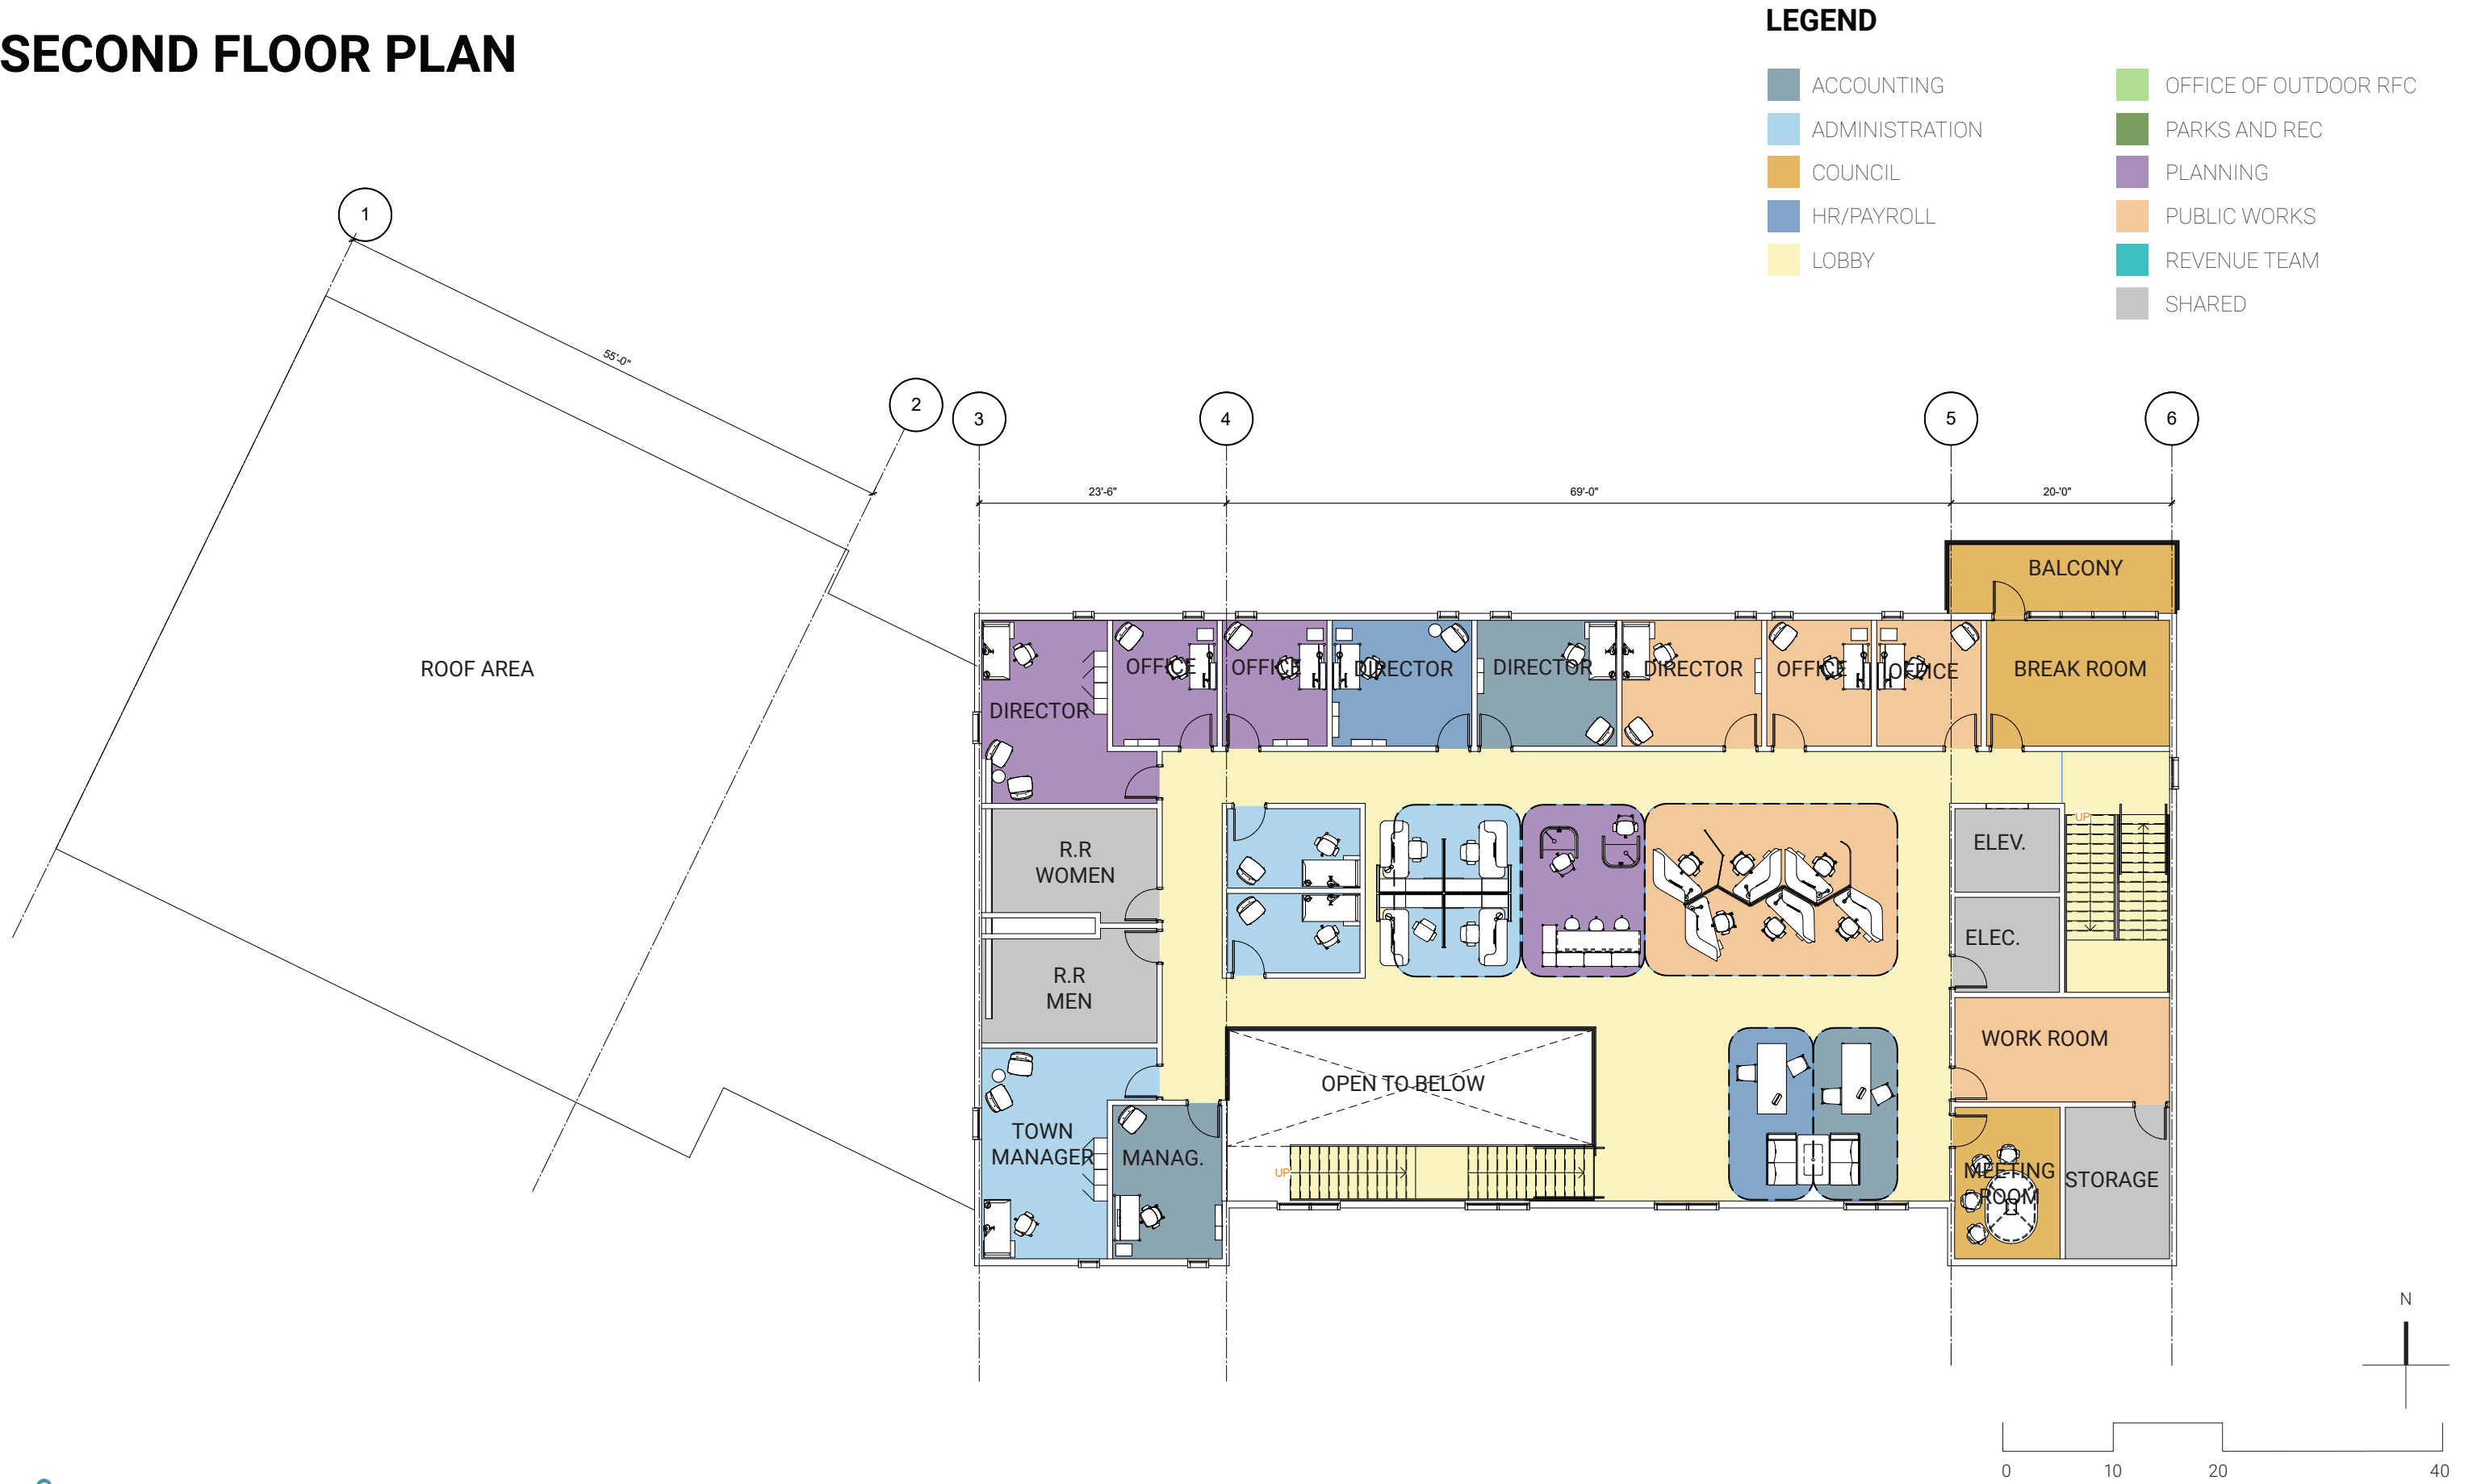 SECOND FLOOR PLAN
LEGEND
ACCOUNTING
ADMINISTRATION
COUNCIL
HR/PAYROLL
LOBBY
OFFICE OF OUTDOOR RFC
PARKS AND REC
PLANNING
PUBLIC WORKS
REVENUE TEAM
SHARED
1
2
3
4
5
6
55'-0"
23'-6"
69'-0"
20'-0"
BALCONY
ROOF AREA
DIRECTOR
OFFICE
OFFICE
DIRECTOR
DIRECTOR
DIRECTOR
OFFICE
OFFICE
BREAK ROOM
R.R
WOMEN
R.R
MEN
ELEV.
UP
ELEC.
WORK ROOM
OPEN TO BELOW
TOWN
MANAGER
MANAG.
UP
MEETING
ROOM
STORAGE
N
0 10 20 40